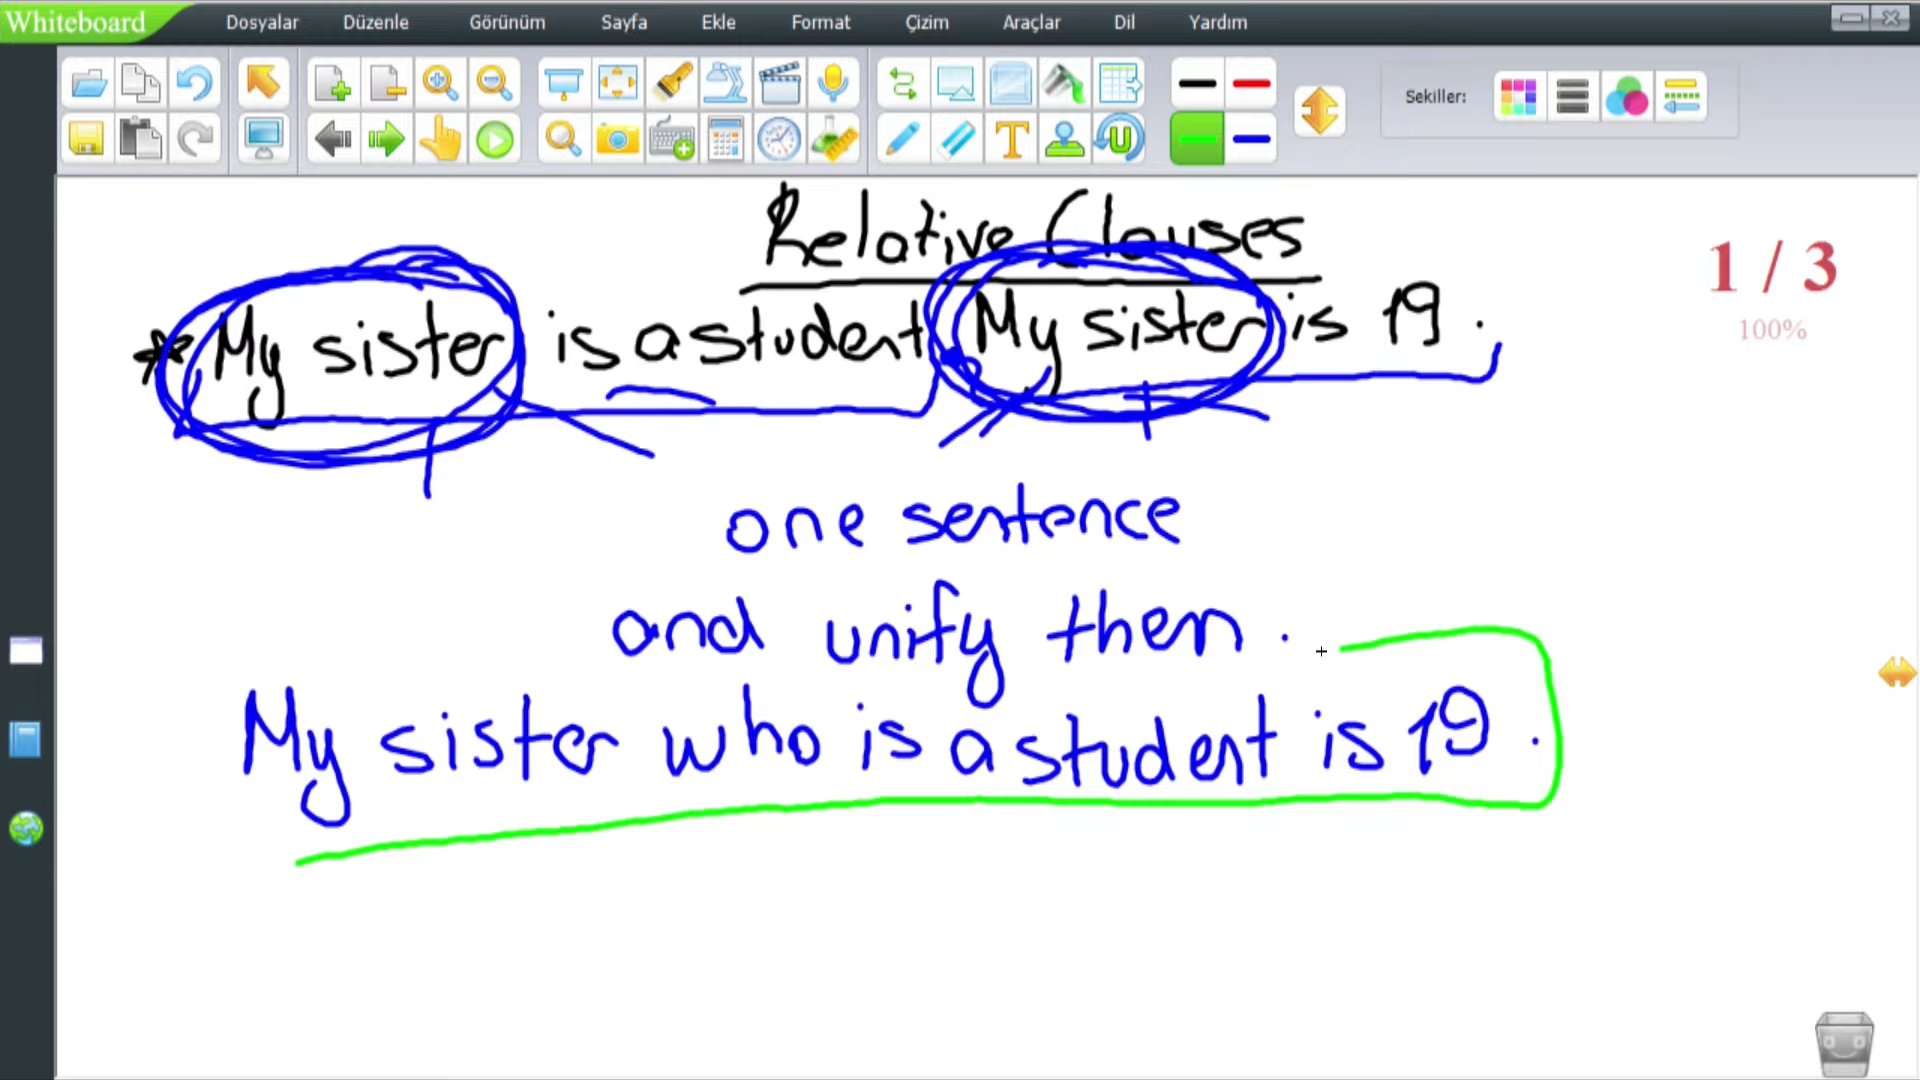 Whiteboard Dosyalar Düzenle Görünüm Sayfa Ekle Format Çizim Araçlar Dil Yardım
Sekiller:
Relative Clauses
1 / 3
100%
* My sister is a student. My sister is 19.
one sentence
and unify then.
My sister who is a student is 19.